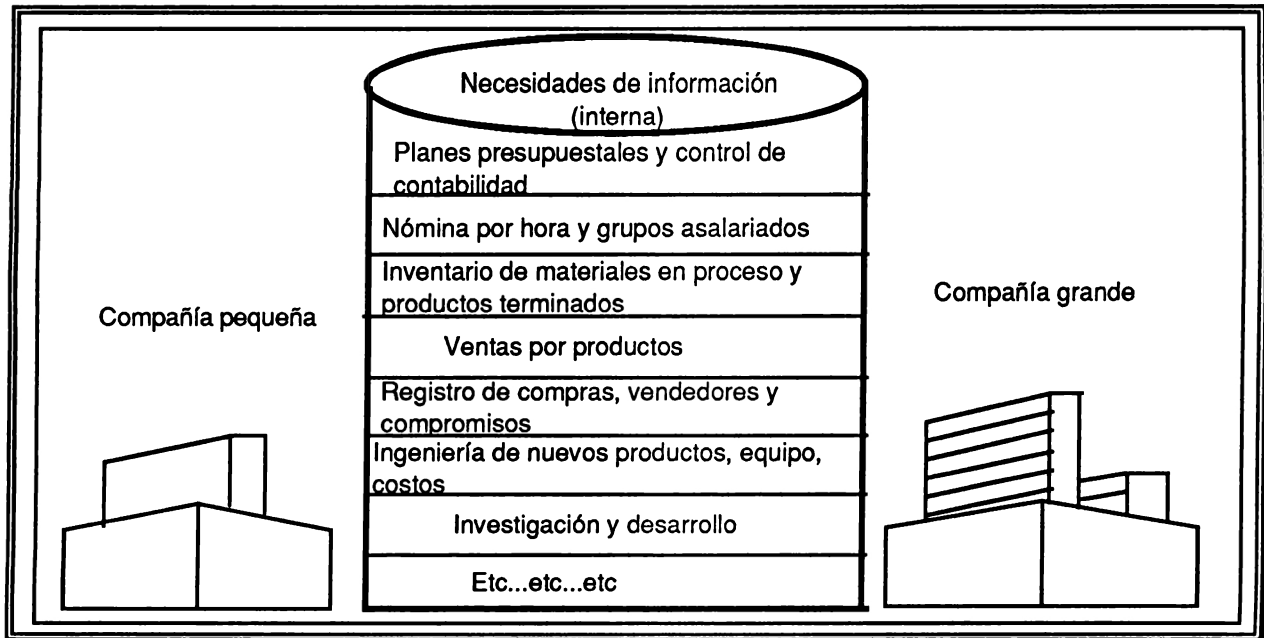 Necesidades de información
(interna)
Planes presupuestales y control de
contabilidad
Nómina por hora y grupos asalariados
Inventario de materiales en proceso y
productos terminados
Compañía pequeña
Compañía grande
Ventas por productos
Registro de compras, vendedores y
compromisos
Ingeniería de nuevos productos, equipo,
costos
Investigación y desarrollo
Etc...etc...etc